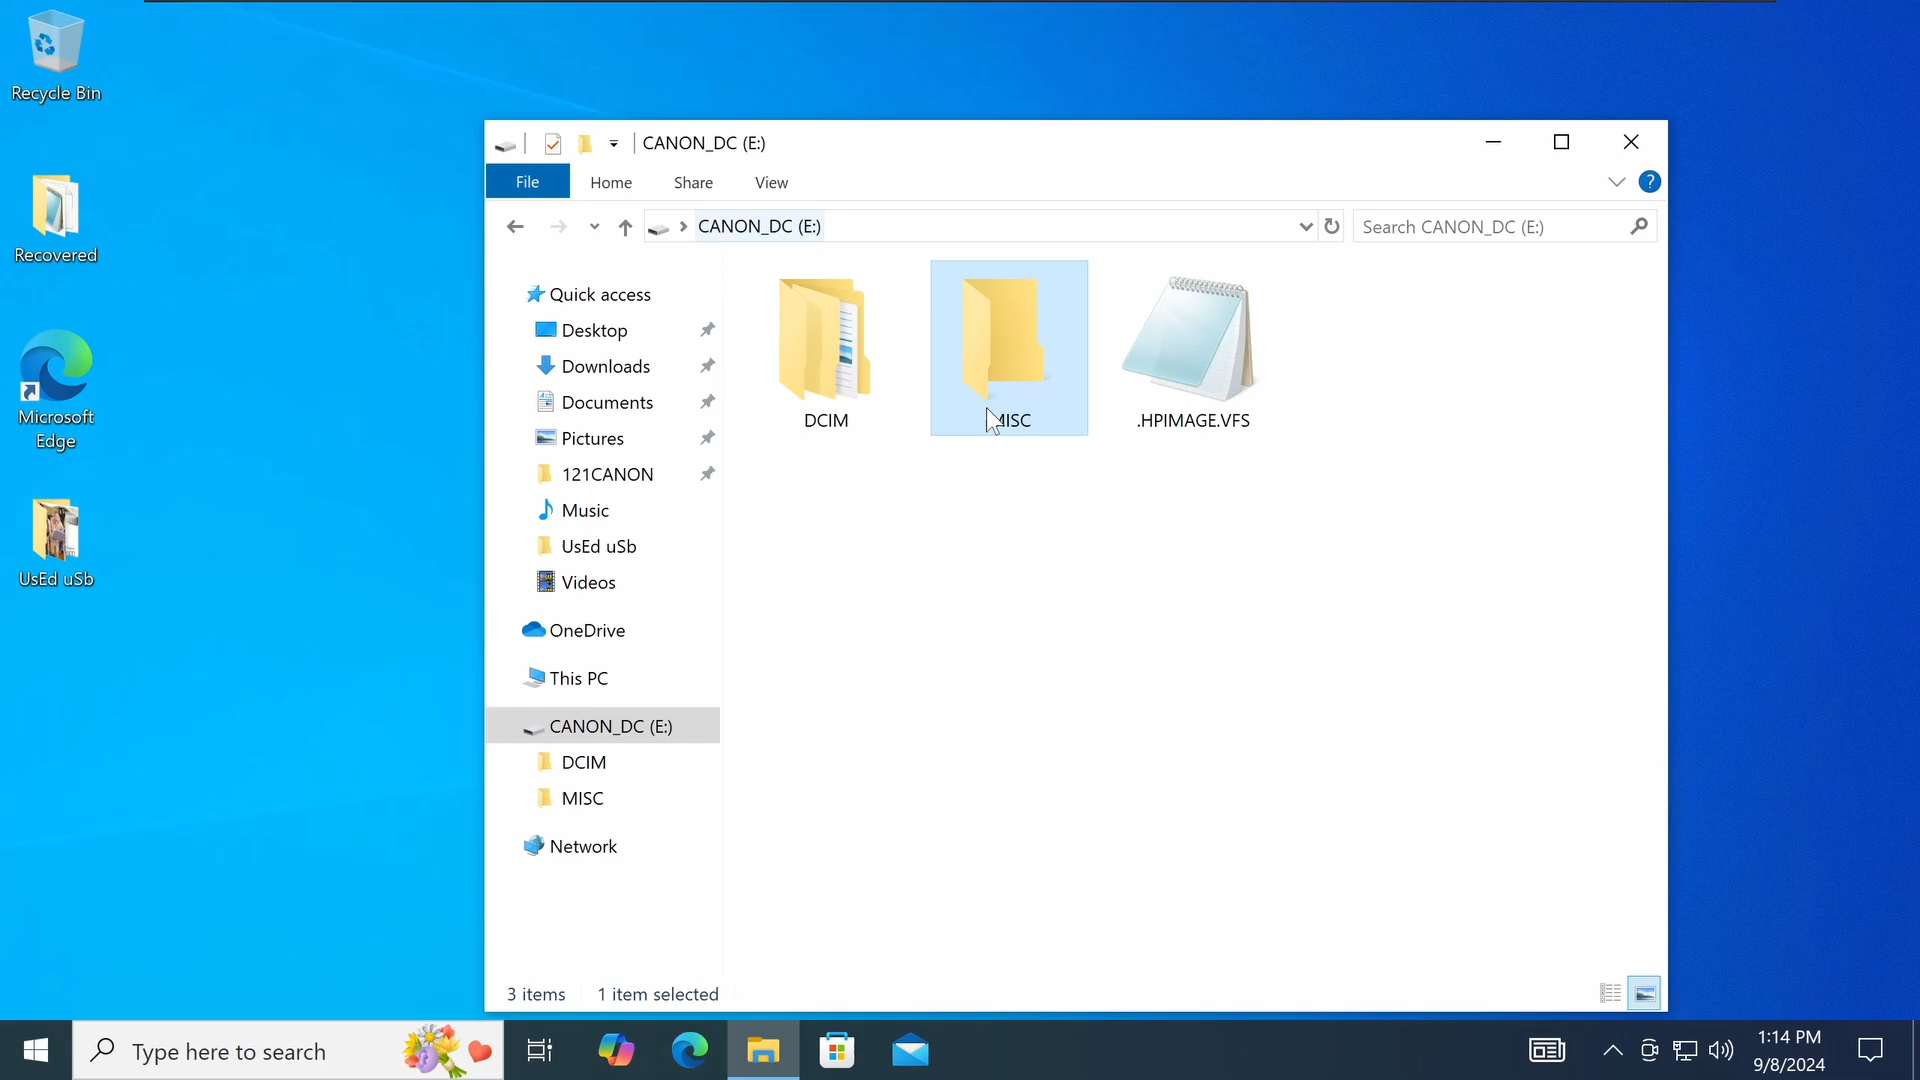 Recycle Bin
Recovered
Microsoft
Edge
UsEd uSb
CANON_DC (E:)
File Home Share View
CANON_DC (E:)
Search CANON_DC (E:)
Quick access
Desktop
Downloads
Documents
Pictures
121CANON
Music
UsEd uSb
Videos
OneDrive
This PC
CANON_DC (E:)
DCIM
MISC
Network
DCIM
MISC
.HPIMAGE.VFS
3 items 1 item selected
Type here to search
1:14 PM
9/8/2024